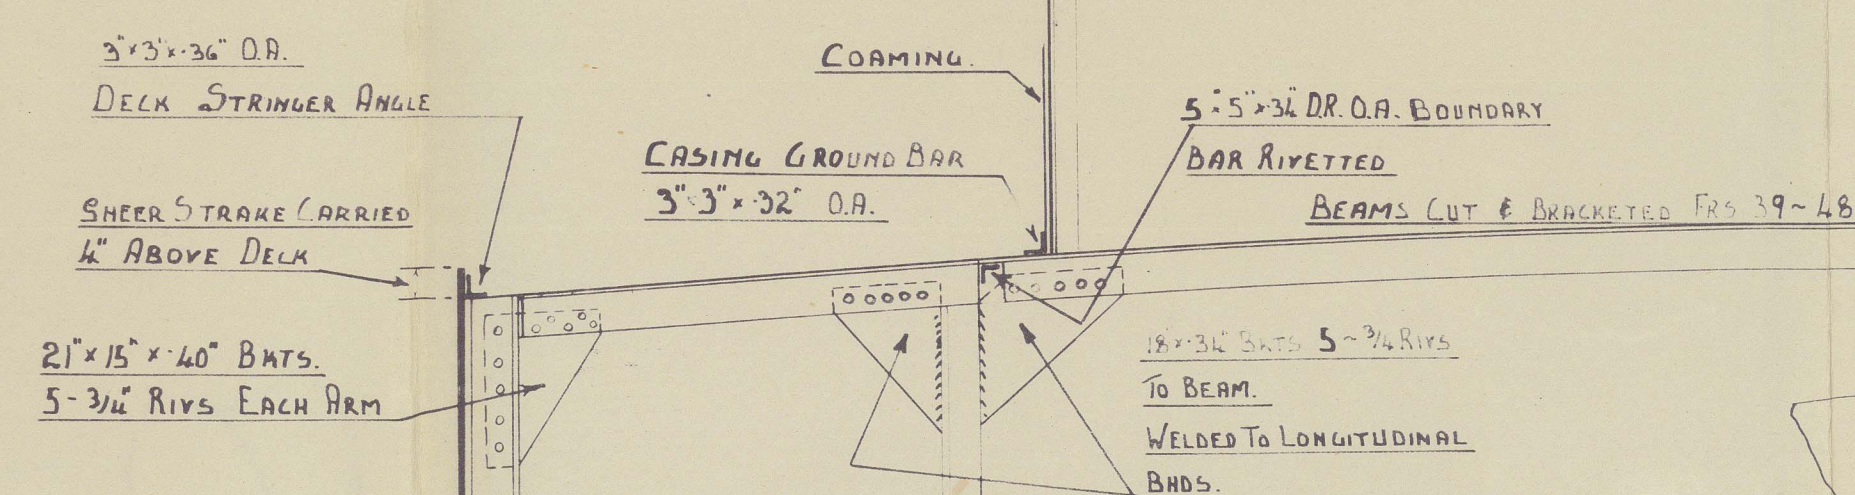 3"×3"×·36" O.A.
DECK STRINGER ANGLE
SHEER STRAKE CARRIED
4" ABOVE DECK
21"×15"×·40" BKTS.
5-3/4" RIVS EACH ARM
COAMING.
CASING GROUND BAR
3"×3"×·32" O.A.
5"×5"×·34" D.R. O.A. BOUNDARY
BAR RIVETTED
BEAMS CUT & BRACKETED FRS 39~48
18"×·34" BKTS 5~3/4 RIVS
TO BEAM.
WELDED TO LONGITUDINAL
BHDS.